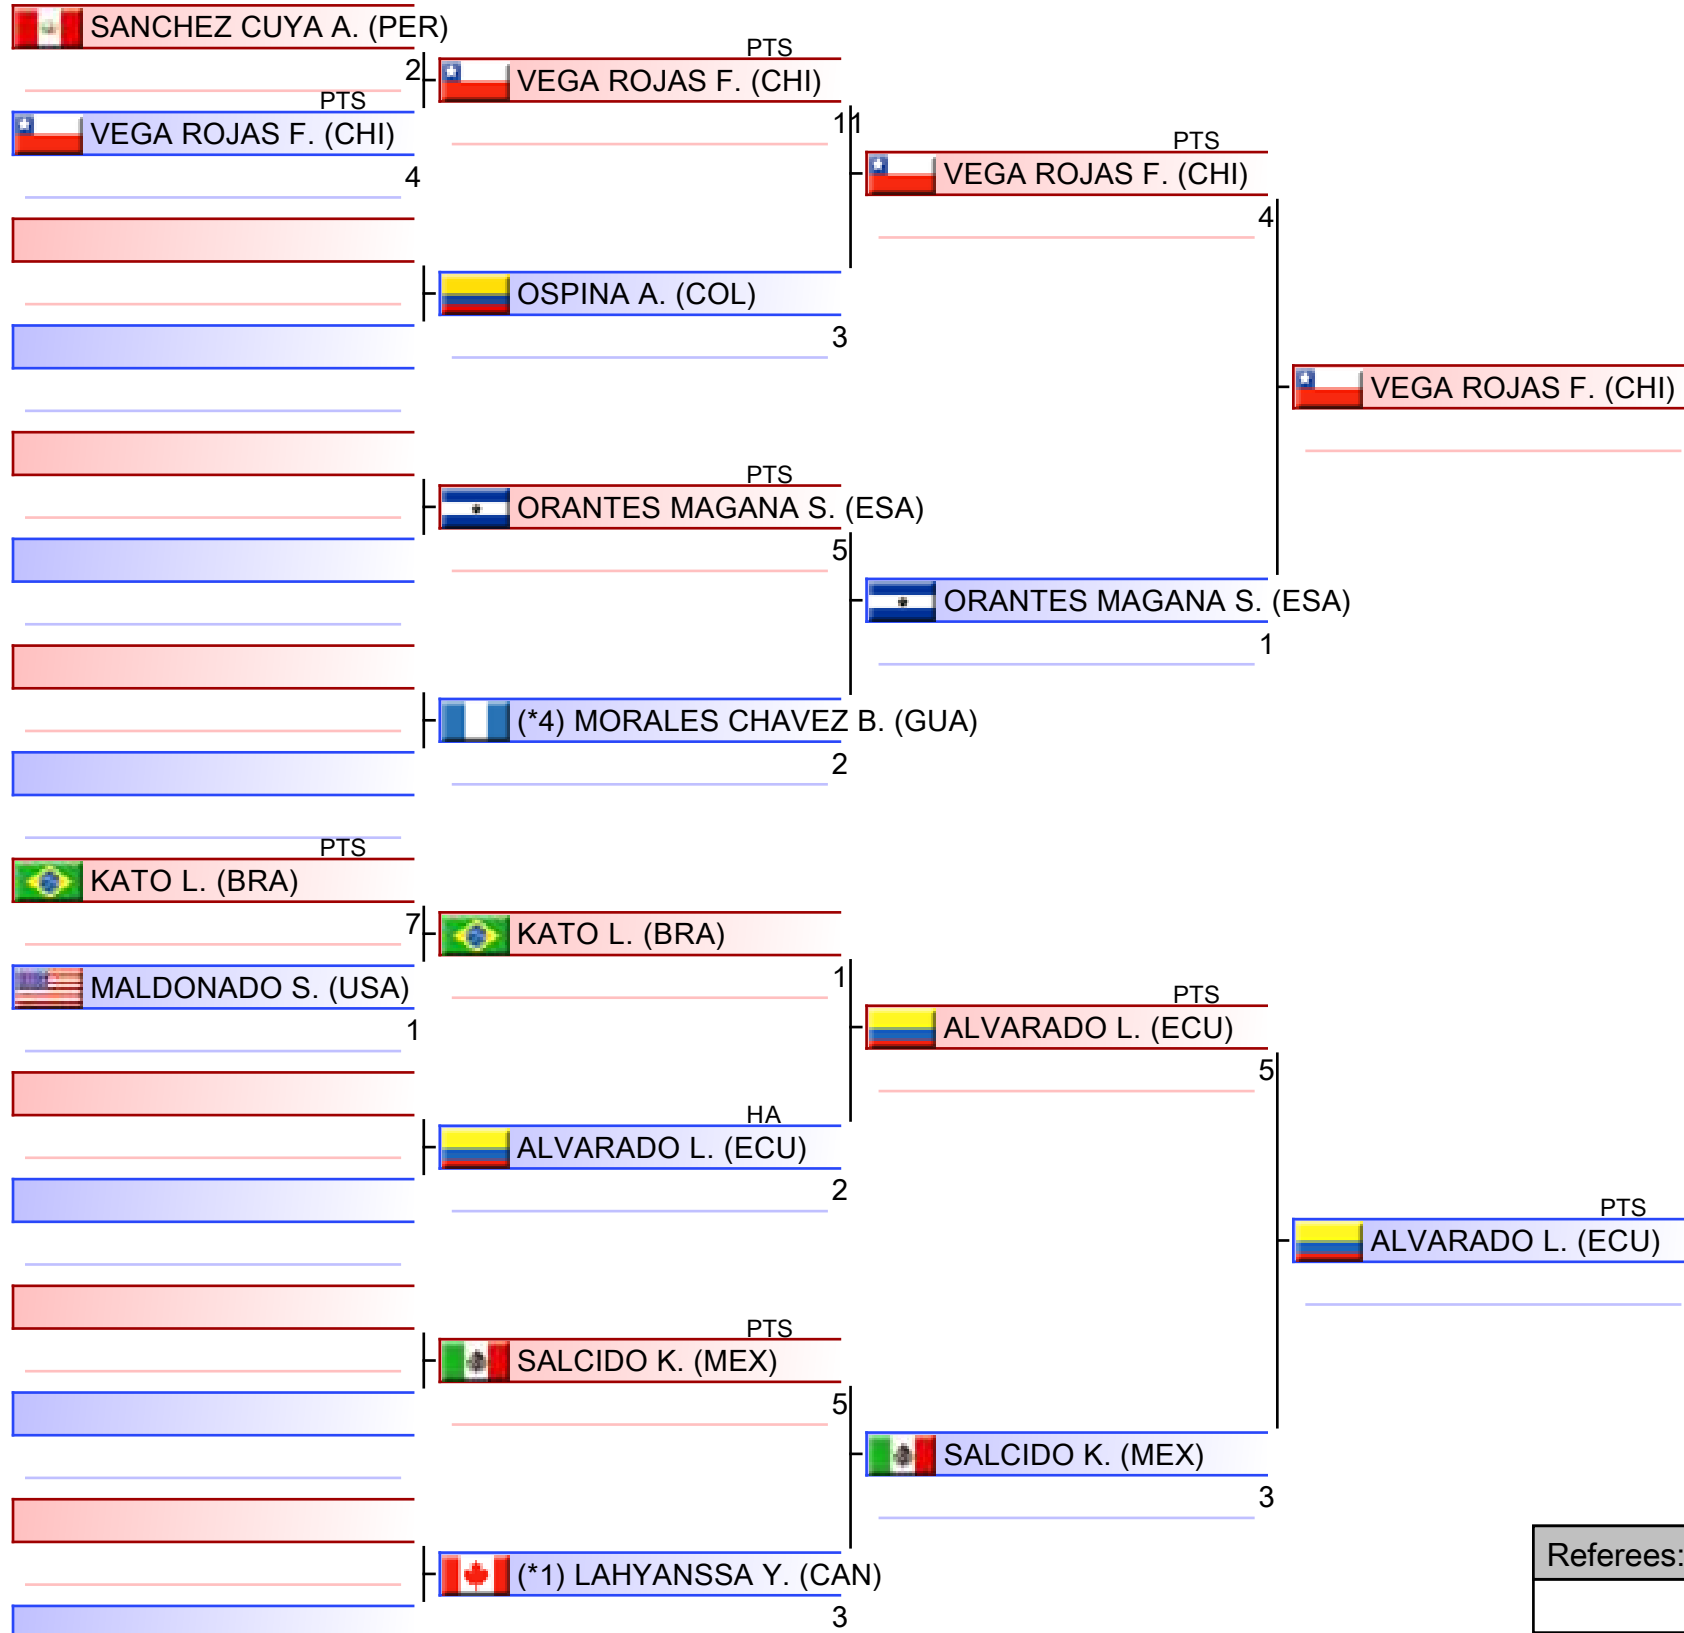 SANCHEZ CUYA A. (PER)
2
PTS
VEGA ROJAS F. (CHI)
4
PTS
VEGA ROJAS F. (CHI)
11
OSPINA A. (COL)
3
PTS
VEGA ROJAS F. (CHI)
4
VEGA ROJAS F. (CHI)
PTS
ORANTES MAGANA S. (ESA)
5
ORANTES MAGANA S. (ESA)
1
(*4) MORALES CHAVEZ B. (GUA)
2
PTS
KATO L. (BRA)
7
MALDONADO S. (USA)
1
KATO L. (BRA)
1
HA
ALVARADO L. (ECU)
2
PTS
ALVARADO L. (ECU)
5
PTS
ALVARADO L. (ECU)
PTS
SALCIDO K. (MEX)
5
SALCIDO K. (MEX)
3
(*1) LAHYANSSA Y. (CAN)
3
Referees: